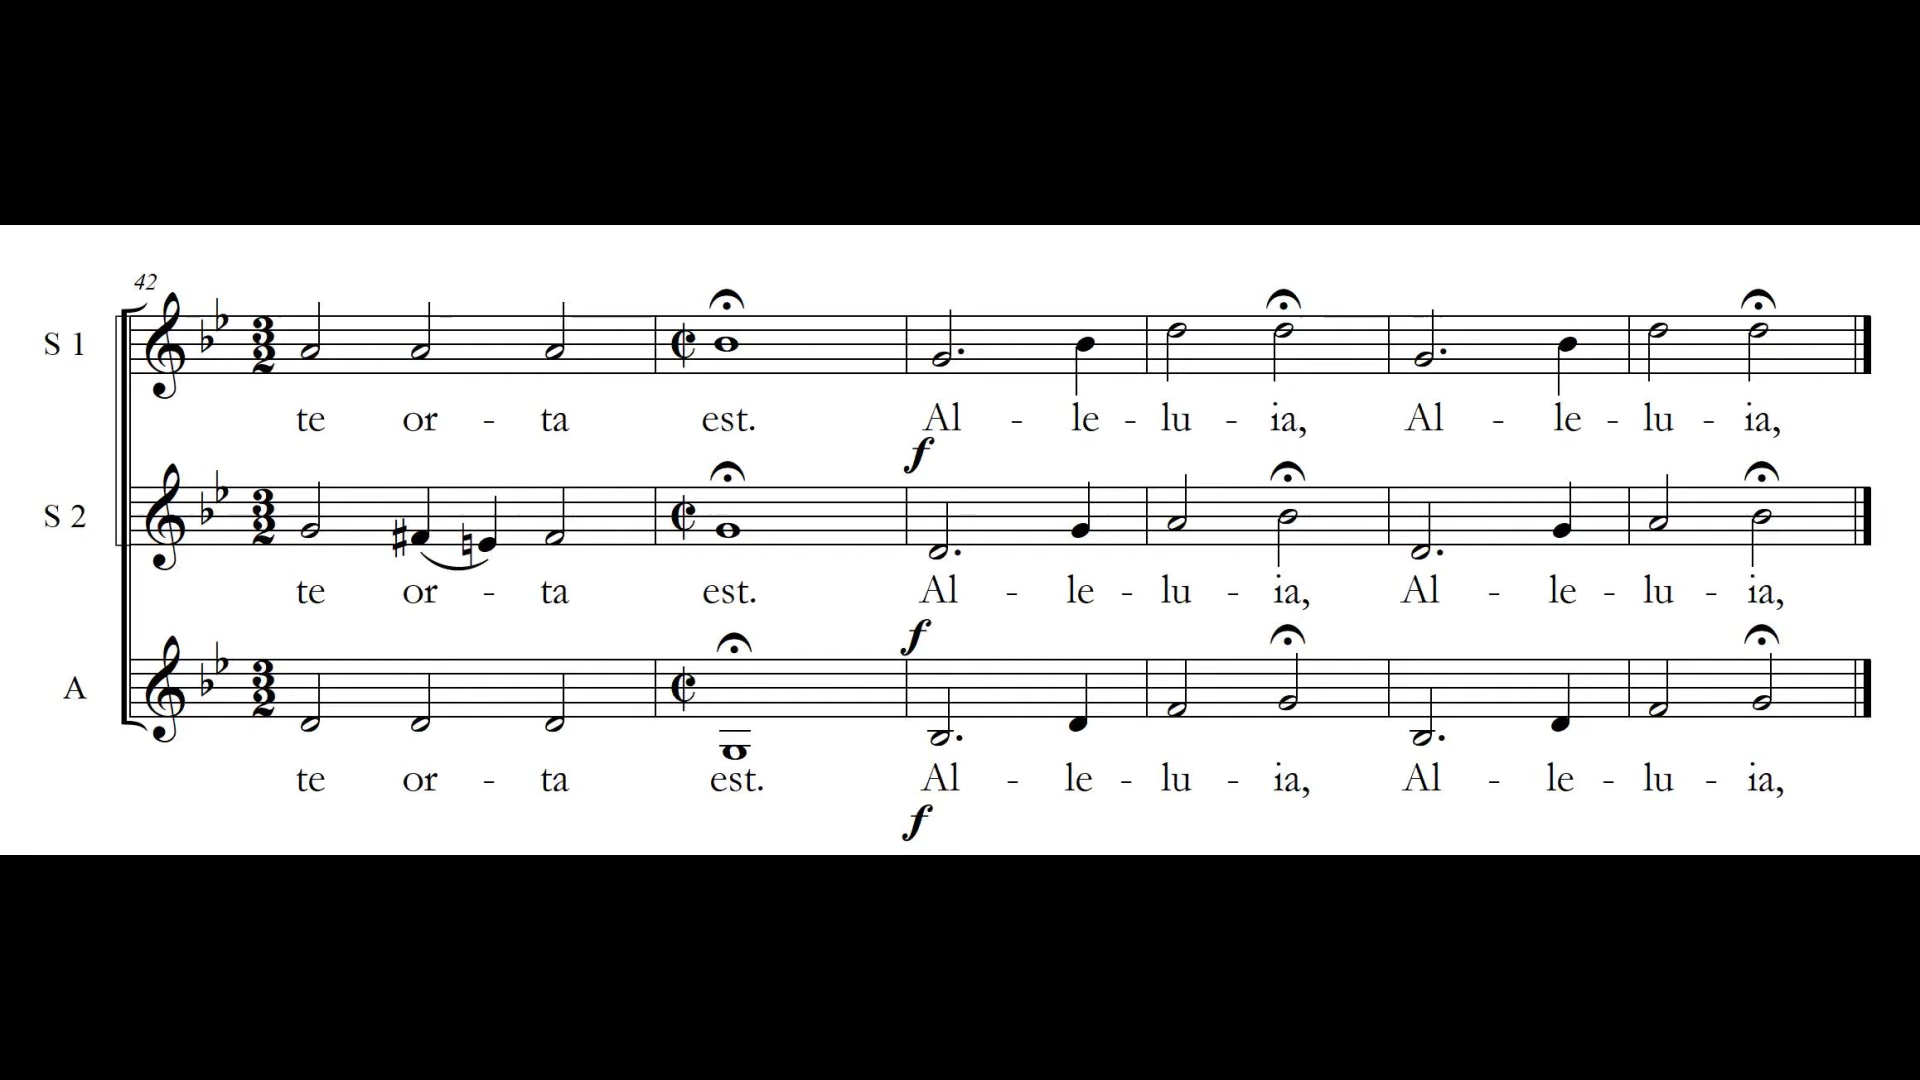 42
S 1
te or - ta est. Al - le - lu - ia, Al - le - lu - ia,
f
S 2
te or - ta est. Al - le - lu - ia, Al - le - lu - ia,
f
A
te or - ta est. Al - le - lu - ia, Al - le - lu - ia,
f